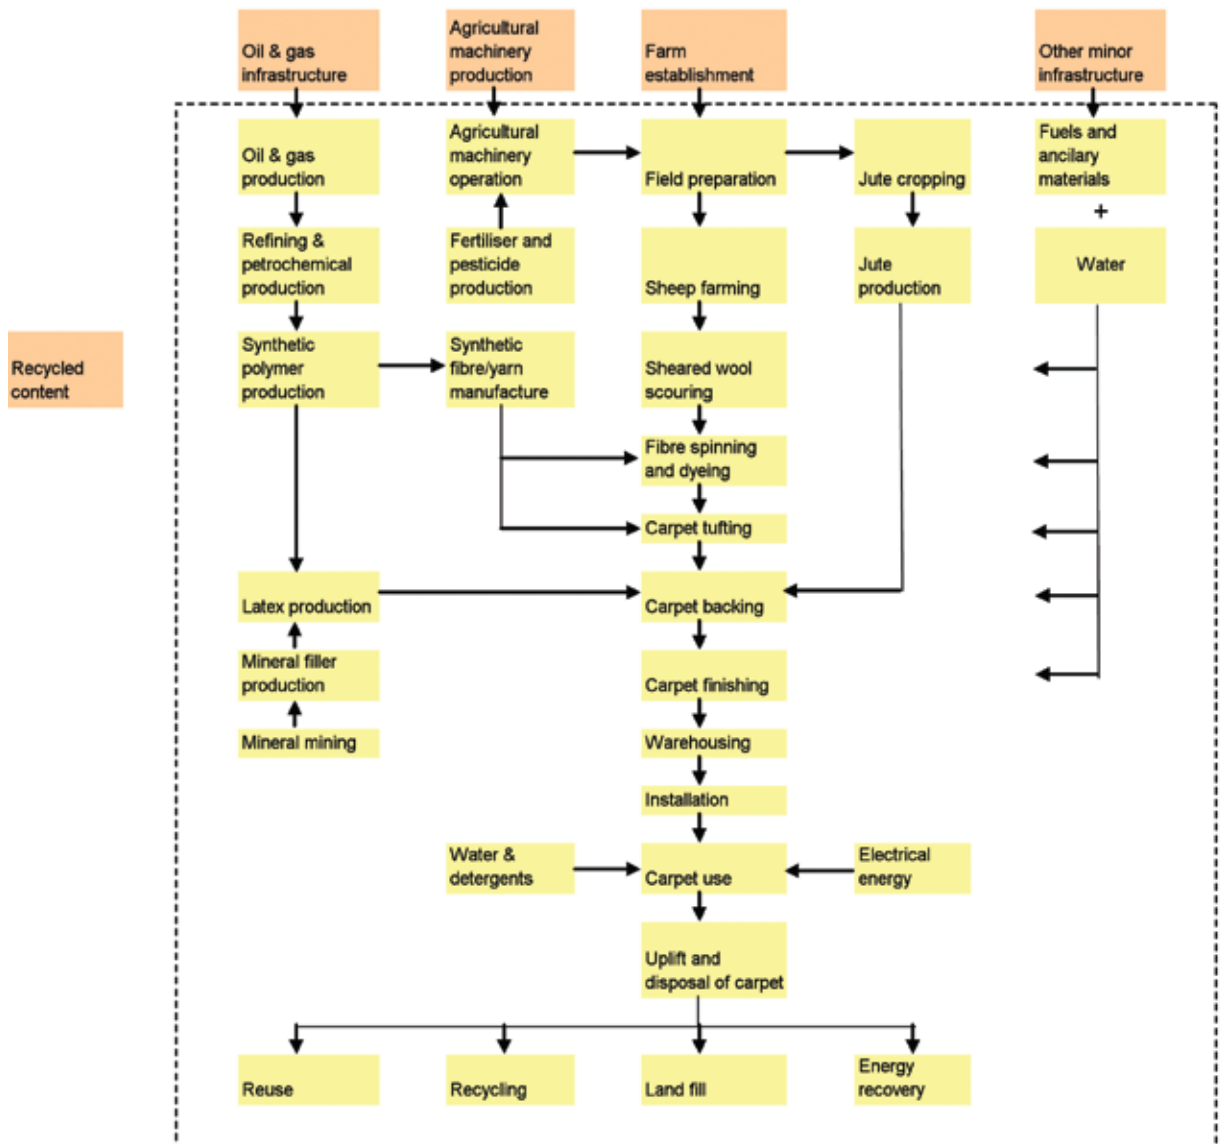 Oil & gas
infrastructure
Agricultural
machinery
production
Farm
establishment
Other minor
infrastructure
Oil & gas
production
Agricultural
machinery
operation
Field preparation
Jute cropping
Fuels and
ancilary
materials
+
Refining &
petrochemical
production
Fertiliser and
pesticide
production
Sheep farming
Jute
production
Water
Recycled
content
Synthetic
polymer
production
Synthetic
fibre/yarn
manufacture
Sheared wool
scouring
Fibre spinning
and dyeing
Carpet tufting
Latex production
Carpet backing
Mineral filler
production
Carpet finishing
Mineral mining
Warehousing
Installation
Water &
detergents
Carpet use
Electrical
energy
Uplift and
disposal of carpet
Reuse
Recycling
Land fill
Energy
recovery